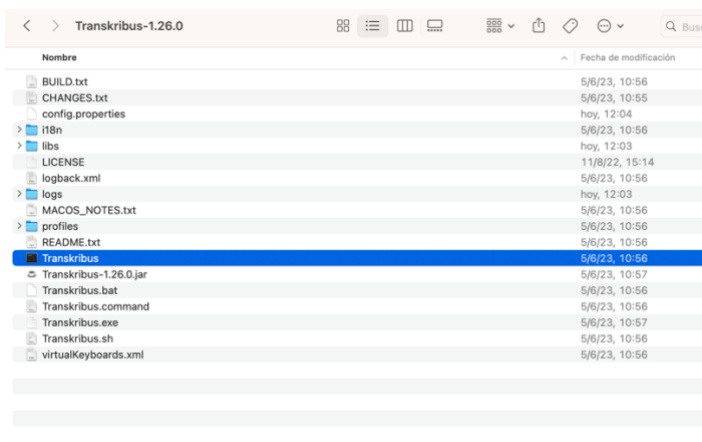 Transkribus-1.26.0
Bus
Nombre Fecha de modificación
BUILD.txt 5/6/23, 10:56
CHANGES.txt 5/6/23, 10:55
config.properties hoy, 12:04
i18n 5/6/23, 10:56
libs hoy, 12:03
LICENSE 11/8/22, 15:14
logback.xml 5/6/23, 10:56
logs hoy, 12:03
MACOS_NOTES.txt 5/6/23, 10:56
profiles 5/6/23, 10:56
README.txt 5/6/23, 10:56
Transkribus 5/6/23, 10:56
Transkribus-1.26.0.jar 5/6/23, 10:57
Transkribus.bat 5/6/23, 10:56
Transkribus.command 5/6/23, 10:56
Transkribus.exe 5/6/23, 10:57
Transkribus.sh 5/6/23, 10:56
virtualKeyboards.xml 5/6/23, 10:56